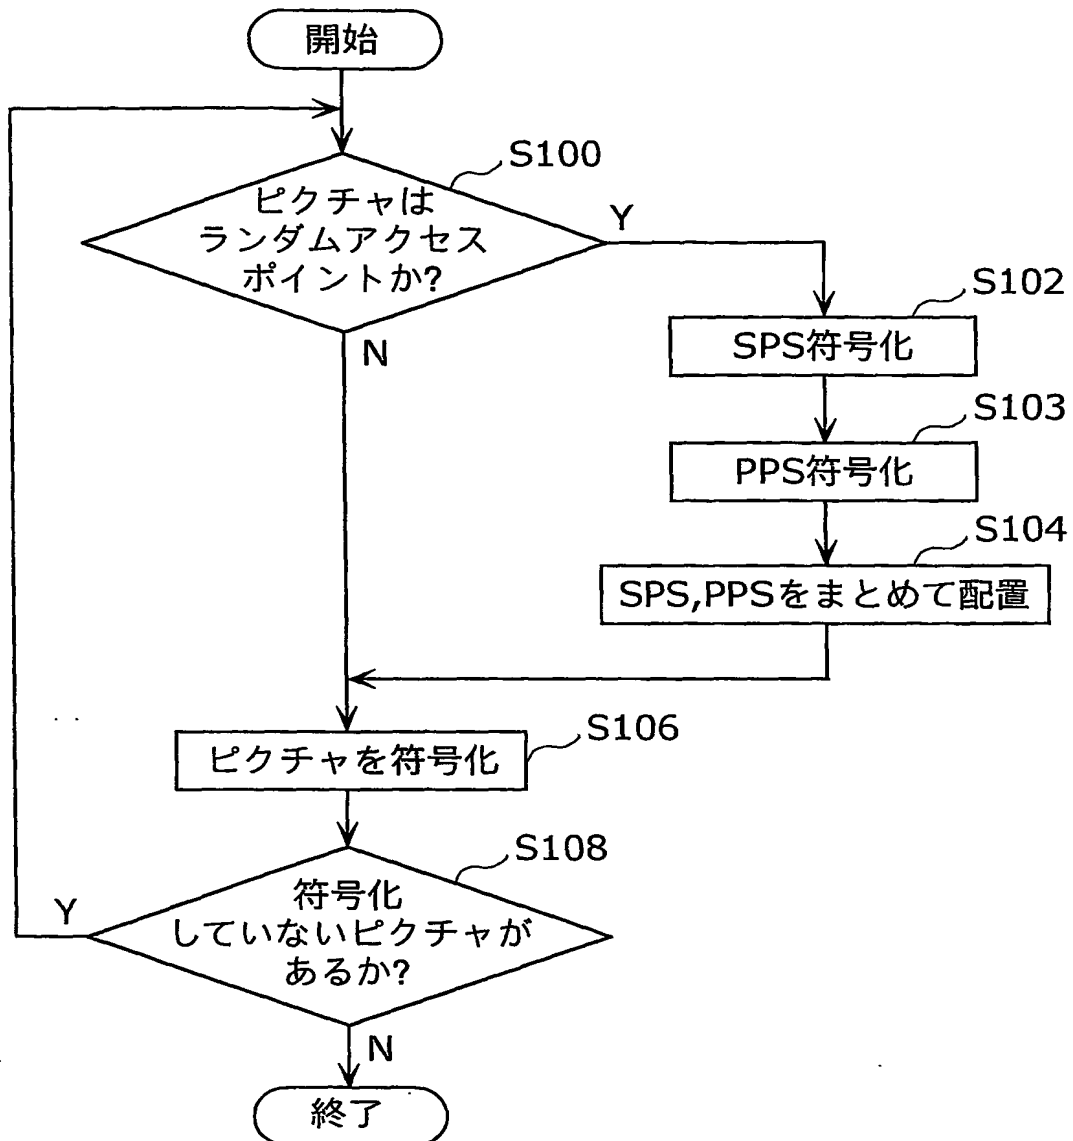 開始
S100
ピクチャは
ランダムアクセス
ポイントか?
Y
N
S102
SPS符号化
S103
PPS符号化
S104
SPS,PPSをまとめて配置
S106
ピクチャを符号化
S108
符号化
していないピクチャが
あるか?
Y
N
終了